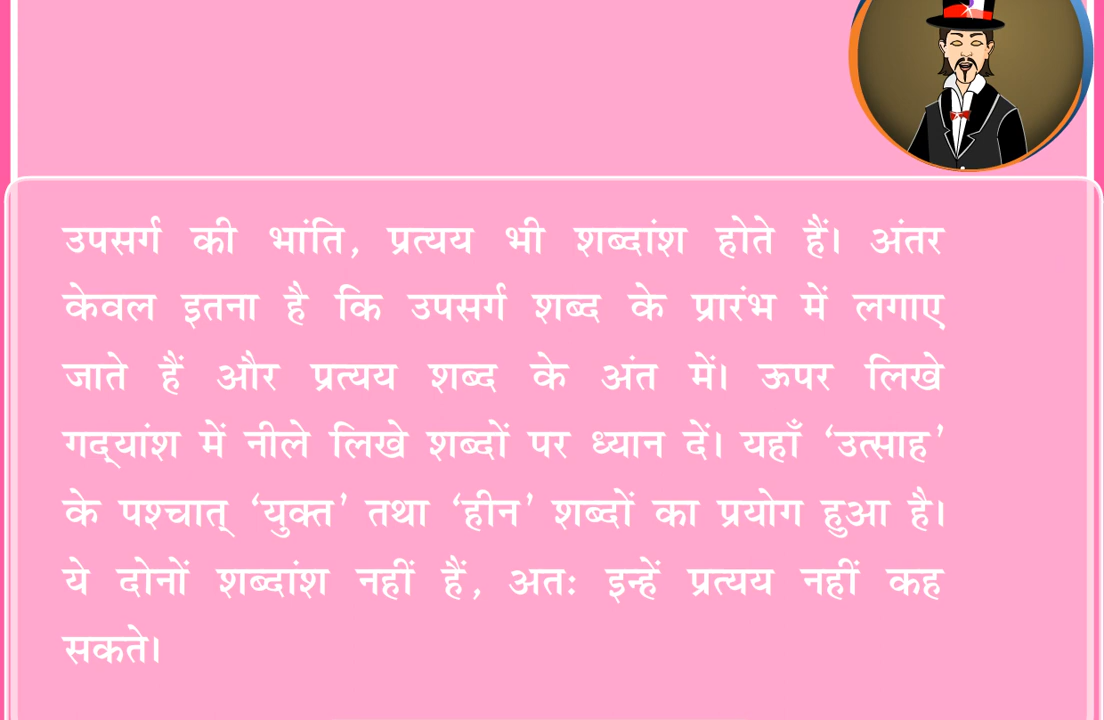 उपसर्ग की भांति, प्रत्यय भी शब्दांश होते हैं। अंतर
केवल इतना है कि उपसर्ग शब्द के प्रारंभ में लगाए
जाते हैं और प्रत्यय शब्द के अंत में। ऊपर लिखे
गद्‌यांश में नीले लिखे शब्दों पर ध्यान दें। यहाँ ‘उत्साह’
के पश्चात् ‘युक्त’ तथा ‘हीन’ शब्दों का प्रयोग हुआ है।
ये दोनों शब्दांश नहीं हैं, अतः इन्हें प्रत्यय नहीं कह
सकते।